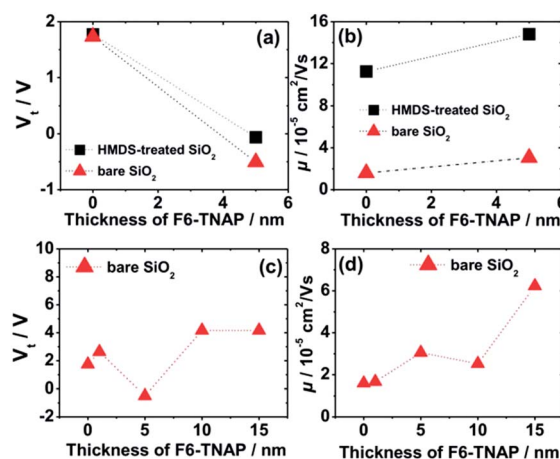 (a)
V_t / V
2
1
0
-1
HMDS-treated SiO₂
bare SiO₂
0 2 4 6
Thickness of F6-TNAP / nm
(b)
μ / 10⁻⁵ cm²/Vs
16
12
8
4
0
HMDS-treated SiO₂
bare SiO₂
0 2 4 6
Thickness of F6-TNAP / nm
(c)
V_t / V
10
8
6
4
2
0
-2
bare SiO₂
0 5 10 15
Thickness of F6-TNAP / nm
(d)
μ / 10⁻⁵ cm²/Vs
8
6
4
2
0
bare SiO₂
0 5 10 15
Thickness of F6-TNAP / nm